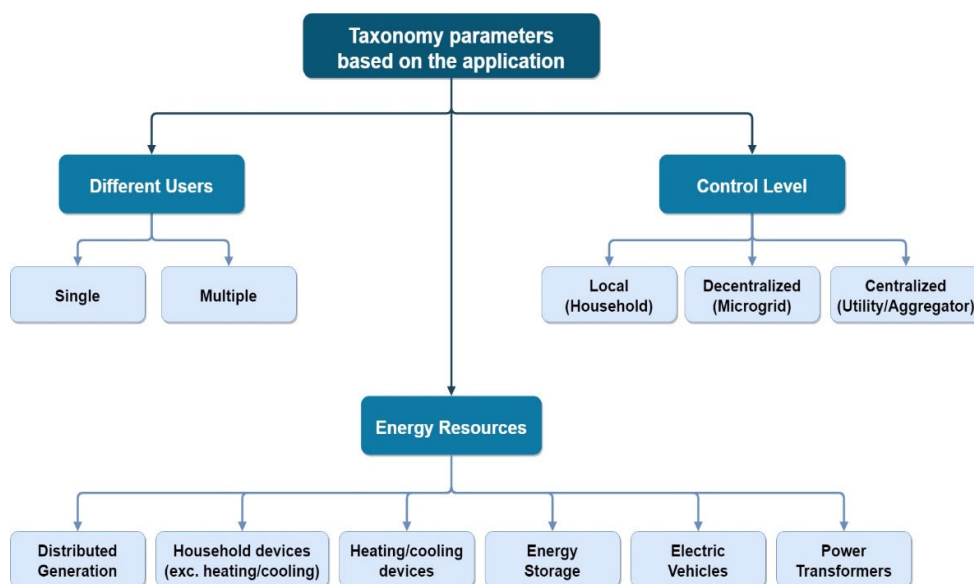 Taxonomy parameters
based on the application
Different Users
Control Level
Single
Multiple
Local
(Household)
Decentralized
(Microgrid)
Centralized
(Utility/Aggregator)
Energy Resources
Distributed
Generation
Household devices
(exc. heating/cooling)
Heating/cooling
devices
Energy
Storage
Electric
Vehicles
Power
Transformers